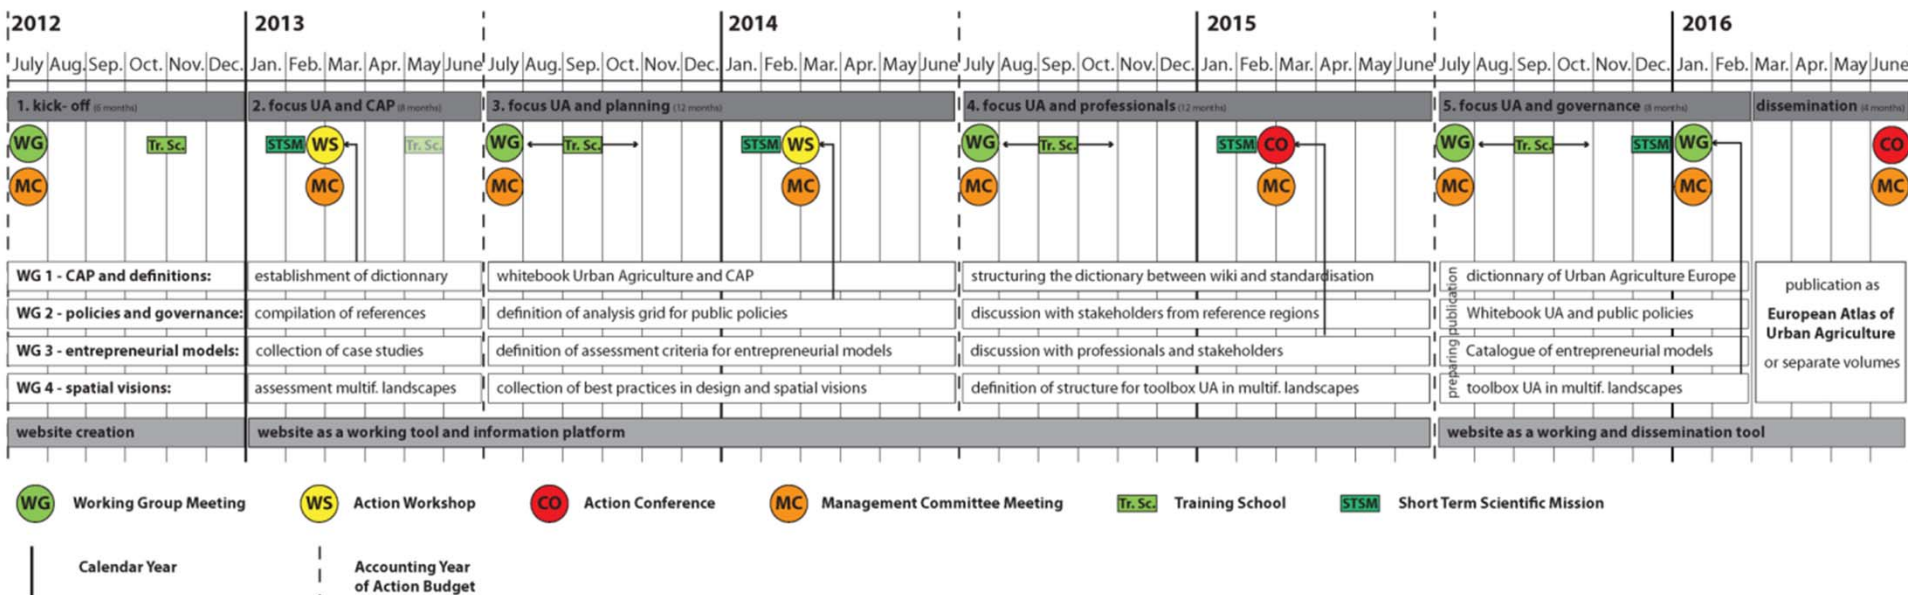 2012 2013 2014 2015 2016
July Aug. Sep. Oct. Nov. Dec. Jan. Feb. Mar. Apr. May June July Aug. Sep. Oct. Nov. Dec. Jan. Feb. Mar. Apr. May June July Aug. Sep. Oct. Nov. Dec. Jan. Feb. Mar. Apr. May June July Aug. Sep. Oct. Nov. Dec. Jan. Feb. Mar. Apr. May June
1. kick- off (6 months) 2. focus UA and CAP (8 months) 3. focus UA and planning (12 months) 4. focus UA and professionals (12 months) 5. focus UA and governance (8 months) dissemination (4 months)
WG Tr. Sc. STSM WS Tr. Sc. WG Tr. Sc. STSM WS WG Tr. Sc. STSM CO WG Tr. Sc. STSM WG CO
MC MC MC MC MC MC MC MC MC
WG 1 - CAP and definitions: establishment of dictionnary whitebook Urban Agriculture and CAP structuring the dictionary between wiki and standardisation dictionnary of Urban Agriculture Europe
WG 2 - policies and governance: compilation of references definition of analysis grid for public policies discussion with stakeholders from reference regions Whitebook UA and public policies
WG 3 - entrepreneurial models: collection of case studies definition of assessment criteria for entrepreneurial models discussion with professionals and stakeholders Catalogue of entrepreneurial models
WG 4 - spatial visions: assessment multif. landscapes collection of best practices in design and spatial visions definition of structure for toolbox UA in multif. landscapes toolbox UA in multif. landscapes
preparing publication
publication as
European Atlas of
Urban Agriculture
or separate volumes
website creation website as a working tool and information platform website as a working and dissemination tool
WG Working Group Meeting WS Action Workshop CO Action Conference MC Management Committee Meeting Tr. Sc. Training School STSM Short Term Scientific Mission
Calendar Year Accounting Year
of Action Budget